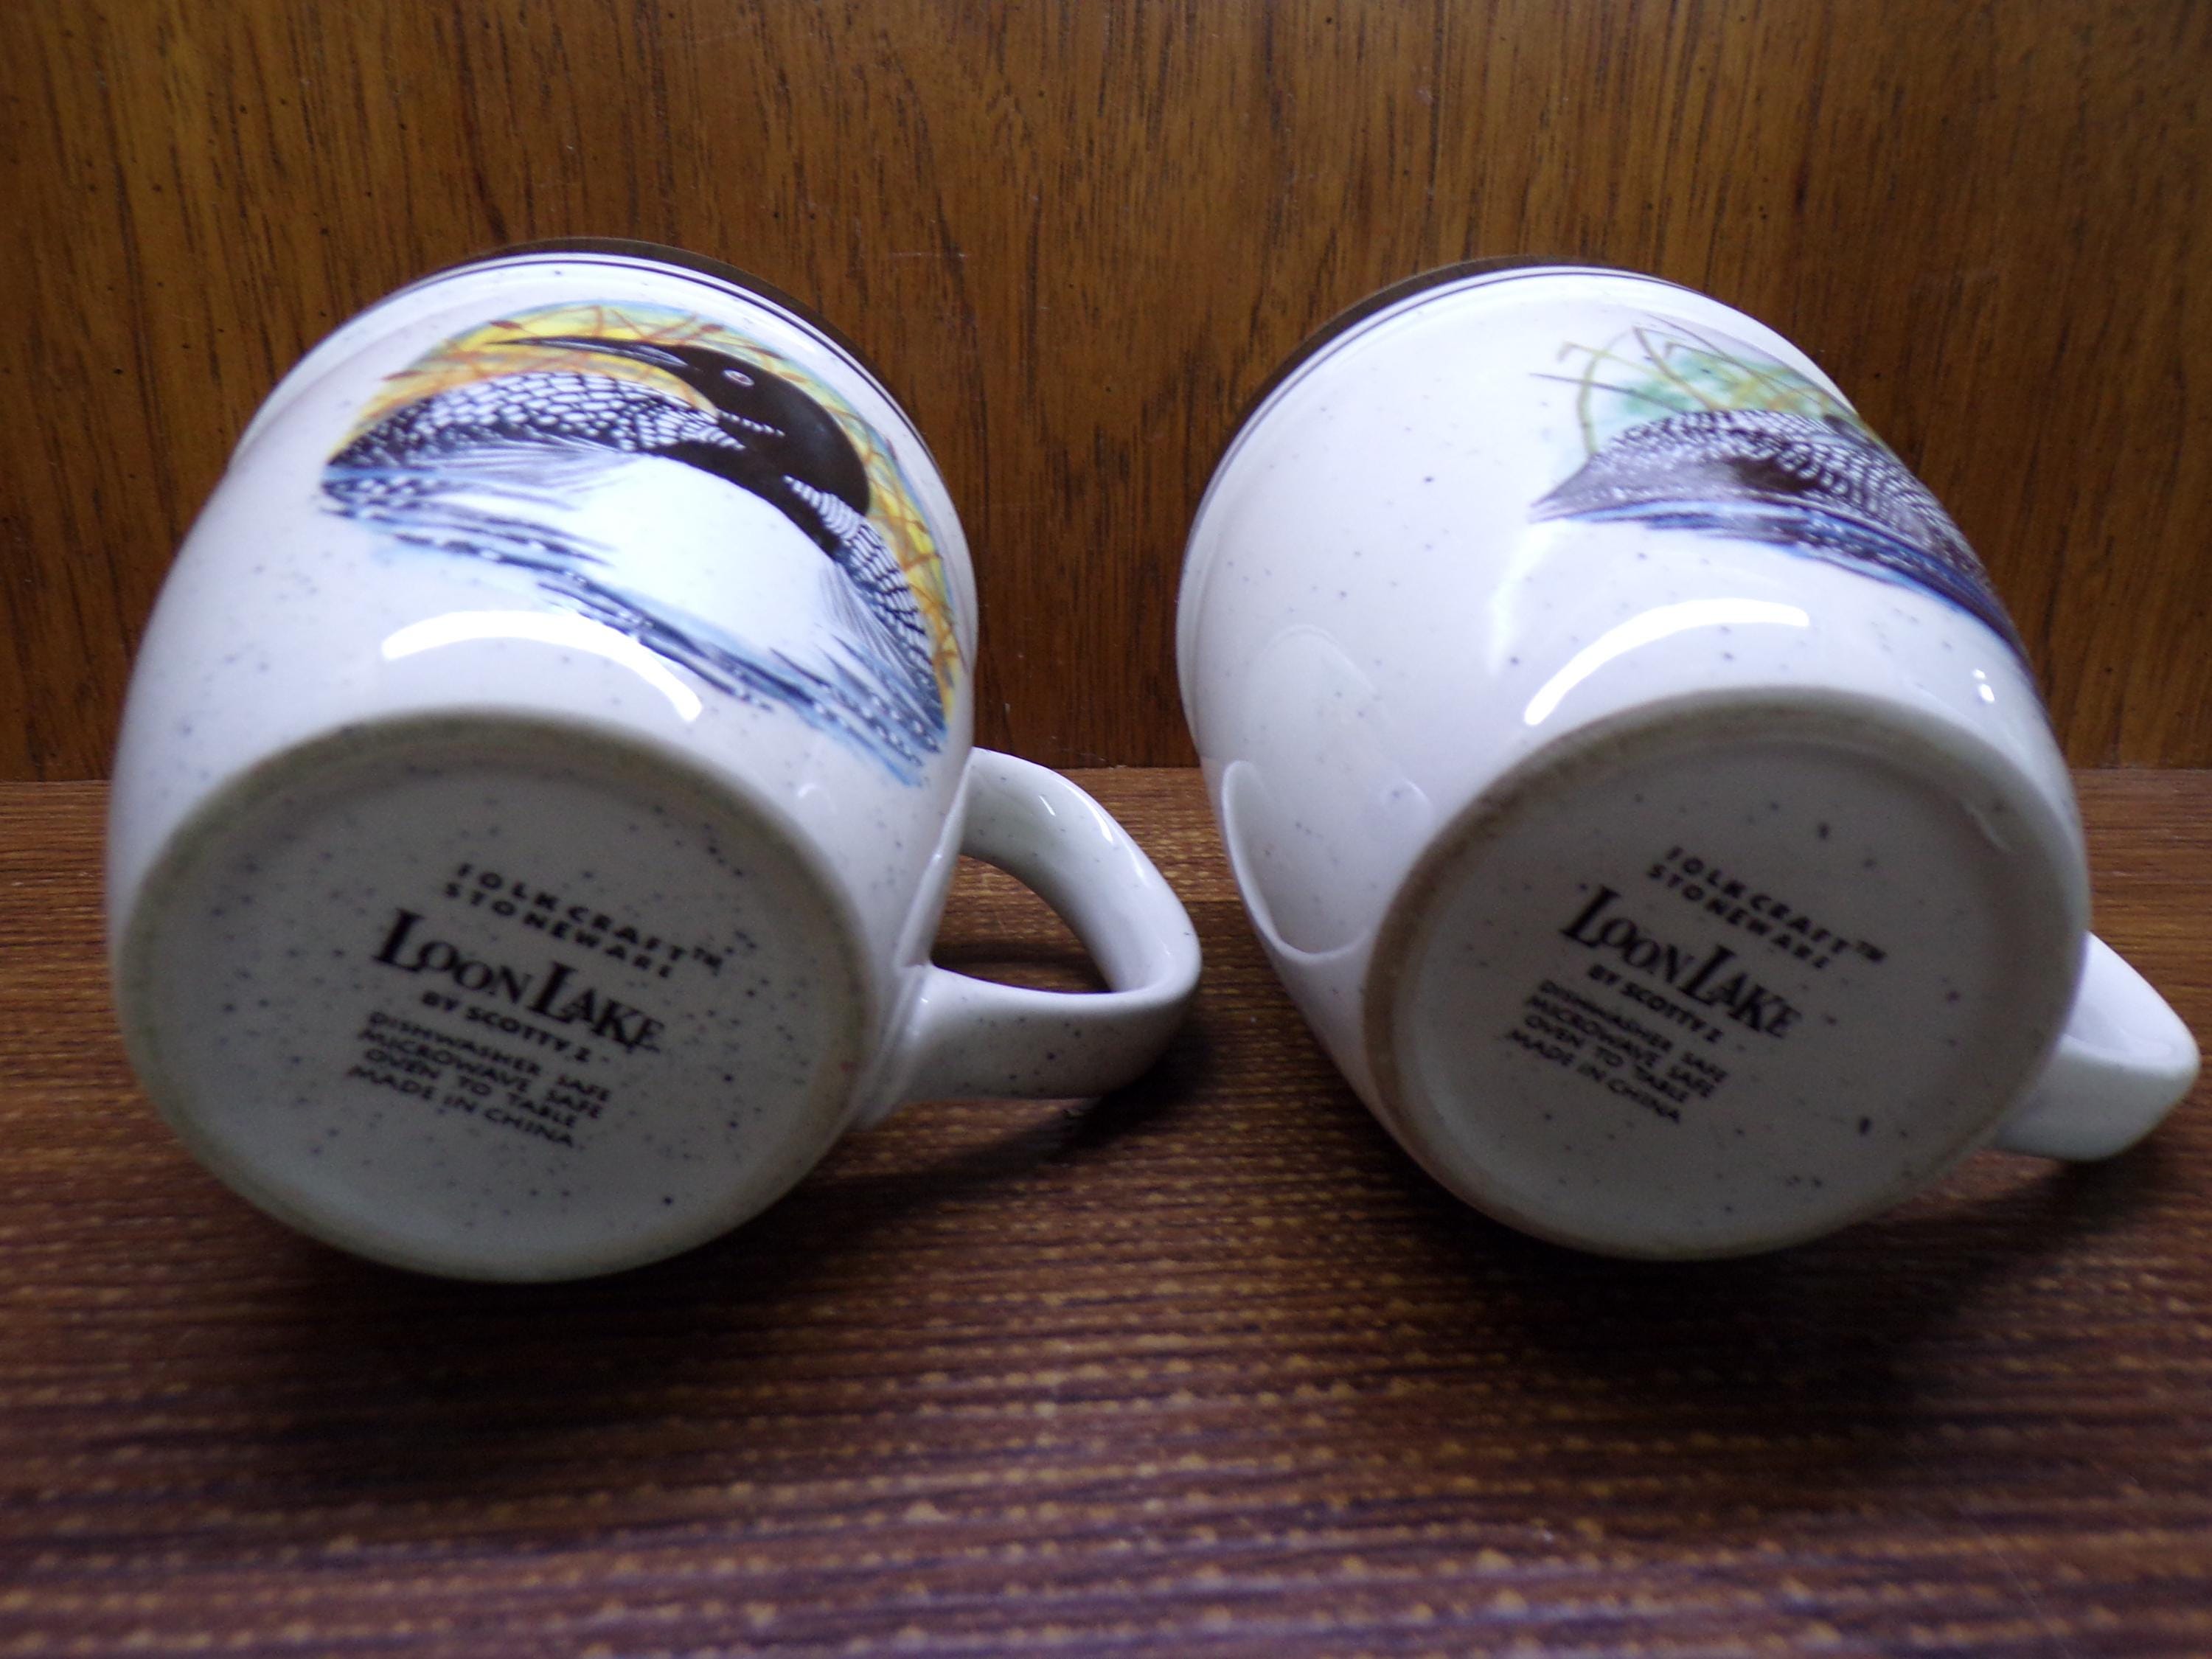 FOLKCRAFT™
STONEWARE
LOON LAKE
BY SCOTTY Z
DISHWASHER SAFE
MICROWAVE SAFE
OVEN TO TABLE
MADE IN CHINA
FOLKCRAFT™
STONEWARE
LOON LAKE
BY SCOTTY Z
DISHWASHER SAFE
MICROWAVE SAFE
OVEN TO TABLE
MADE IN CHINA